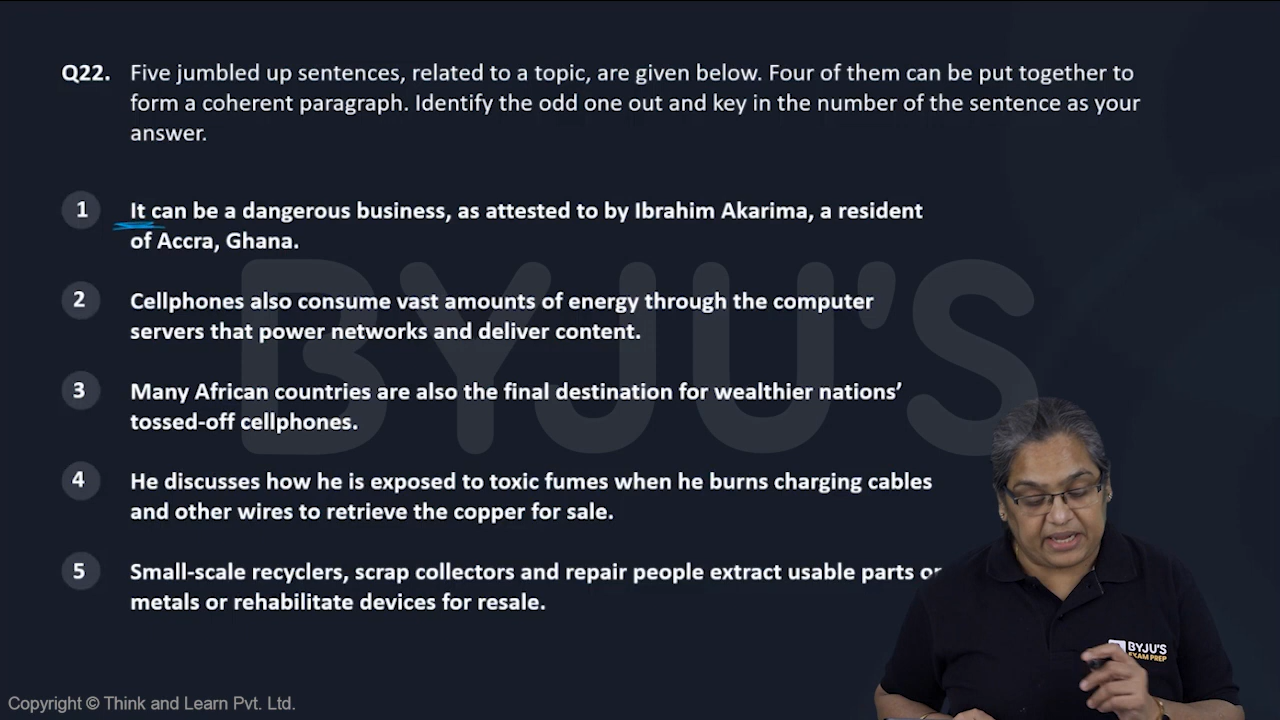 Q22. Five jumbled up sentences, related to a topic, are given below. Four of them can be put together to
form a coherent paragraph. Identify the odd one out and key in the number of the sentence as your
answer.
1 It can be a dangerous business, as attested to by Ibrahim Akarima, a resident
of Accra, Ghana.
2 Cellphones also consume vast amounts of energy through the computer
servers that power networks and deliver content.
3 Many African countries are also the final destination for wealthier nations’
tossed-off cellphones.
4 He discusses how he is exposed to toxic fumes when he burns charging cables
and other wires to retrieve the copper for sale.
5 Small-scale recyclers, scrap collectors and repair people extract usable parts or
metals or rehabilitate devices for resale.
BYJU'S
BYJU'S
EXAM PREP
Copyright © Think and Learn Pvt. Ltd.